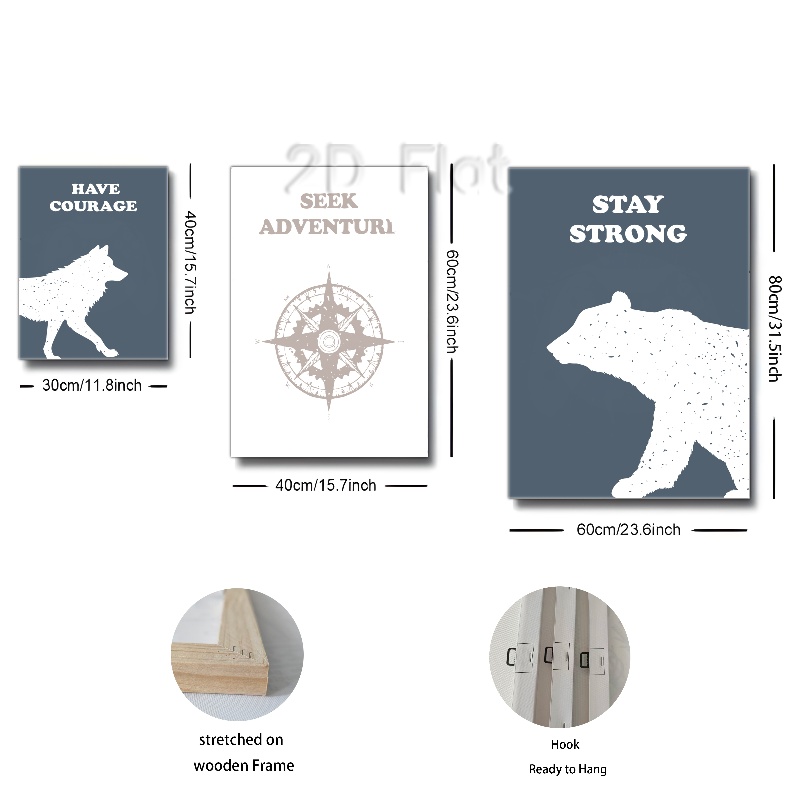 2D Flat
HAVE
COURAGE
SEEK
ADVENTURI
STAY
STRONG
40cm/15.7inch
60cm/23.6inch
80cm/31.5inch
30cm/11.8inch
40cm/15.7inch
60cm/23.6inch
stretched on
wooden Frame
Hook
Ready to Hang